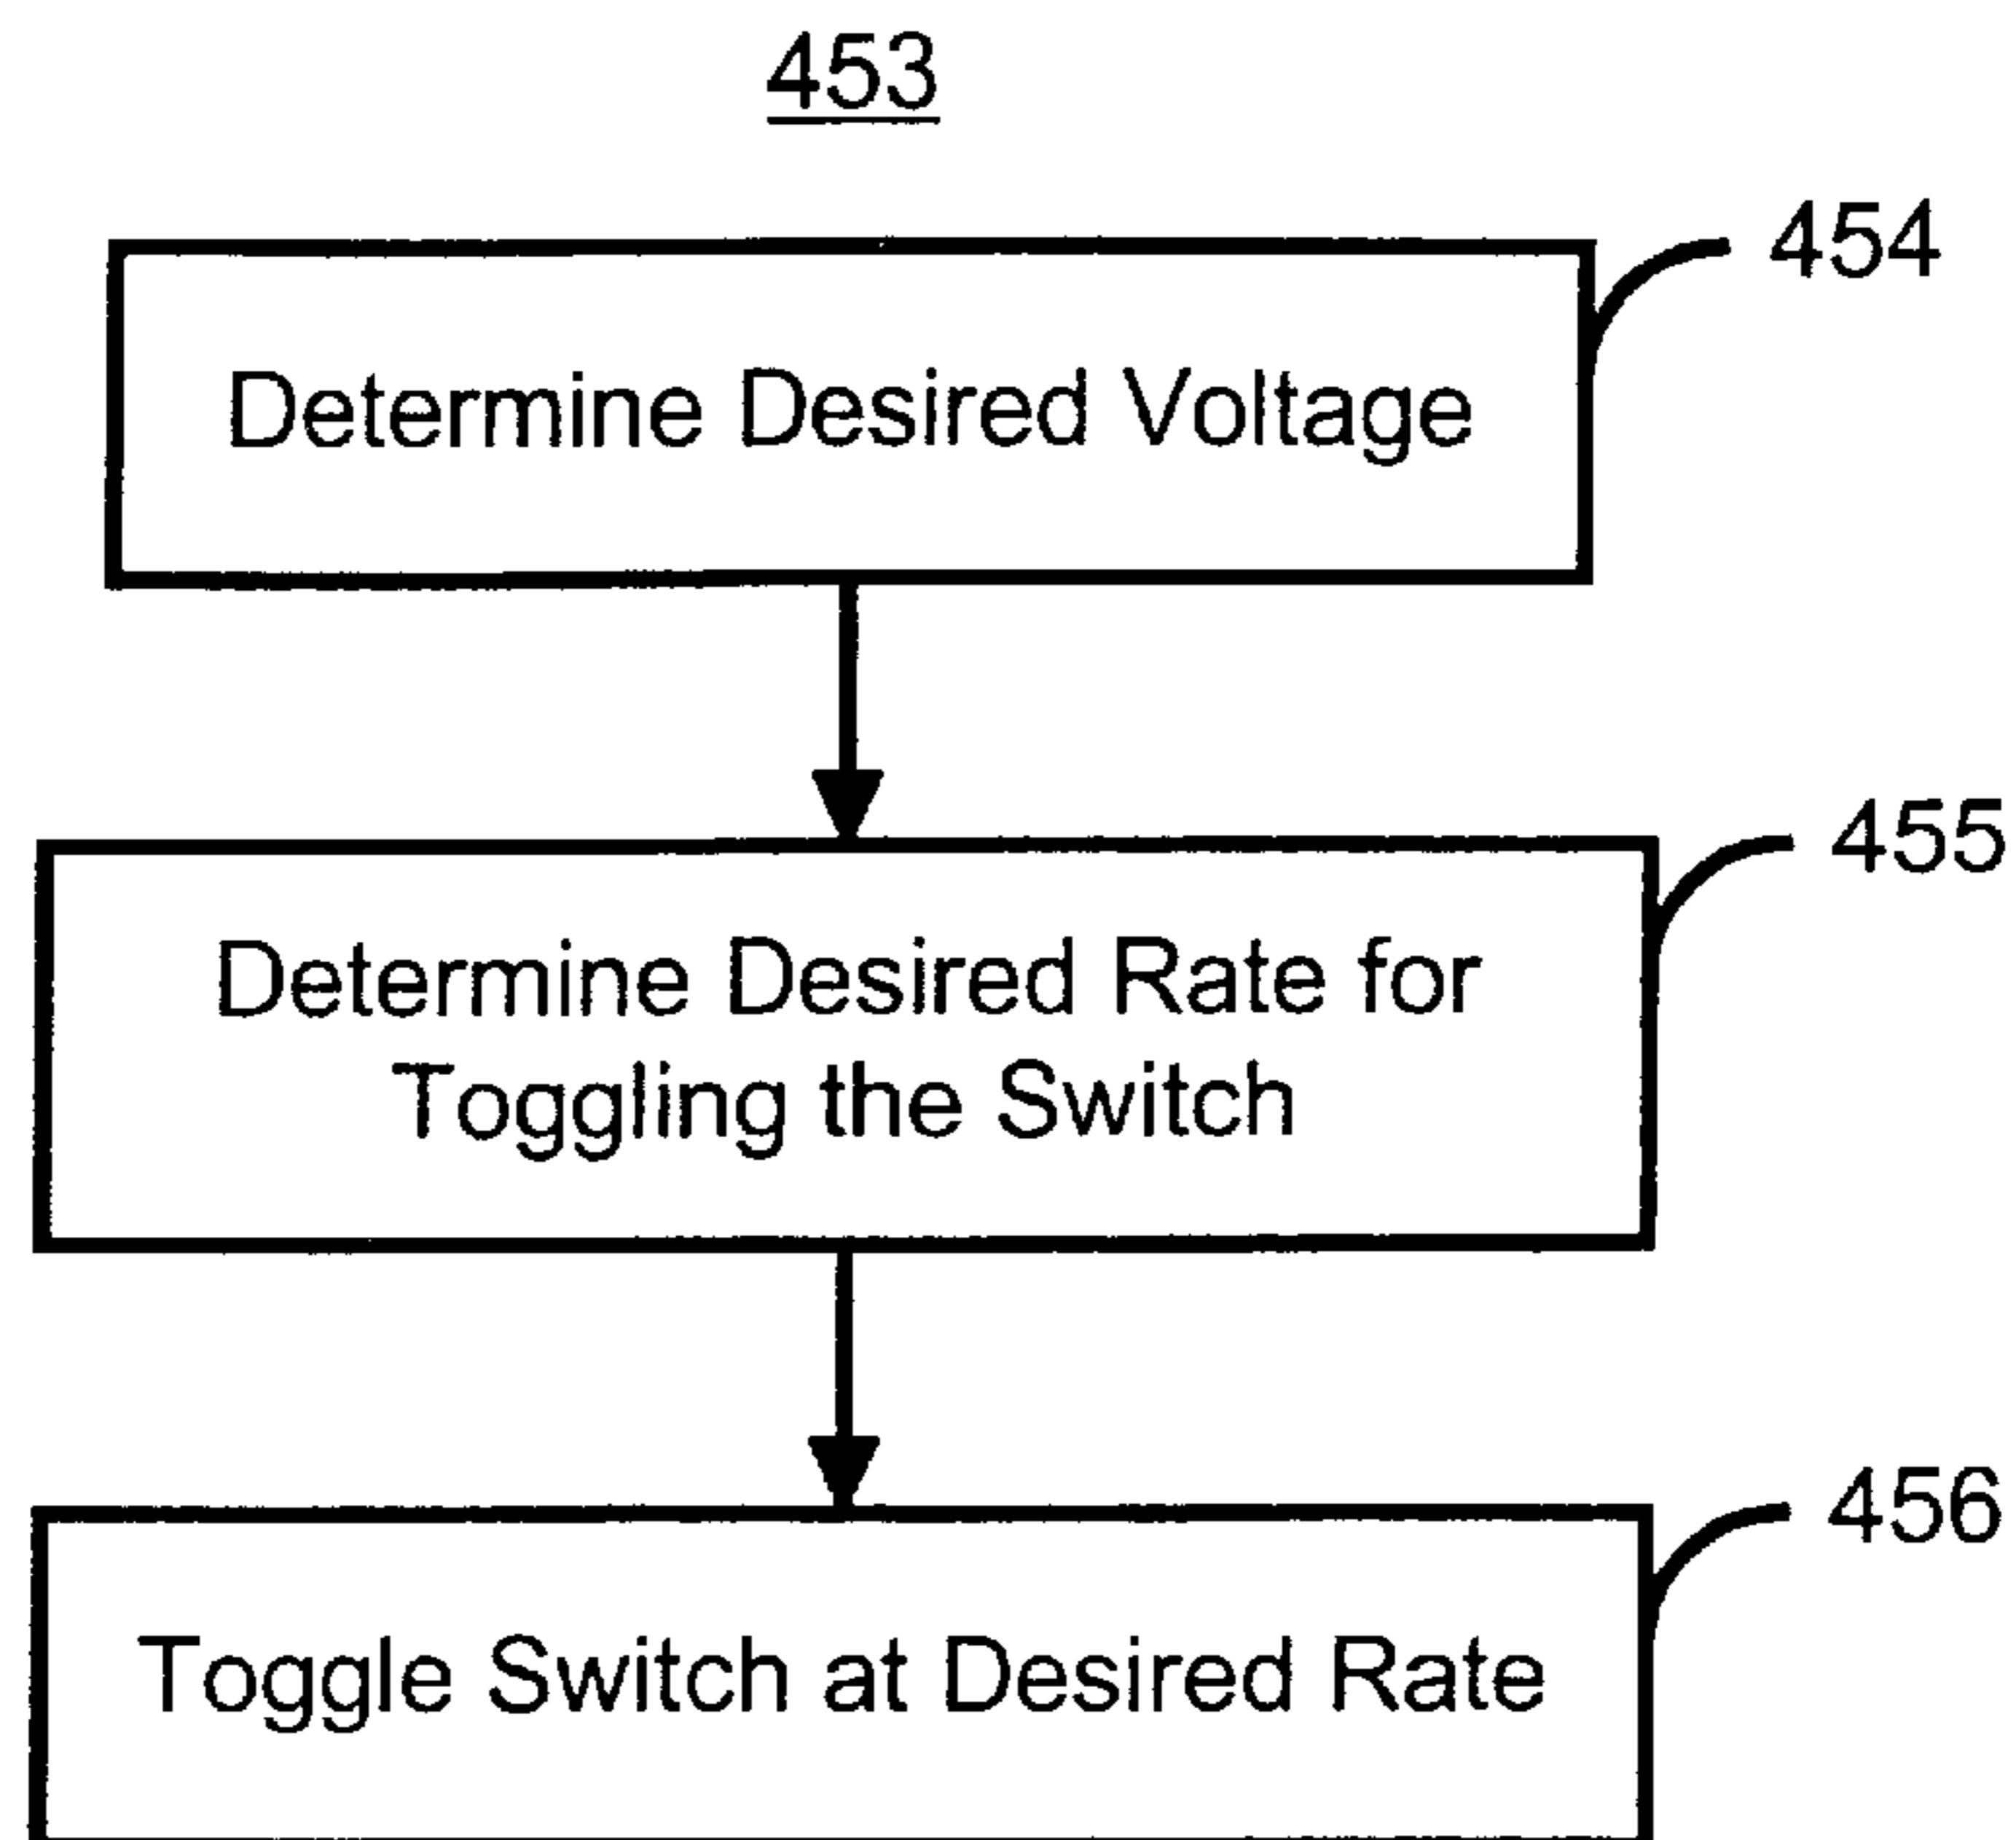 453
454
Determine Desired Voltage
455
Determine Desired Rate for
Toggling the Switch
456
Toggle Switch at Desired Rate